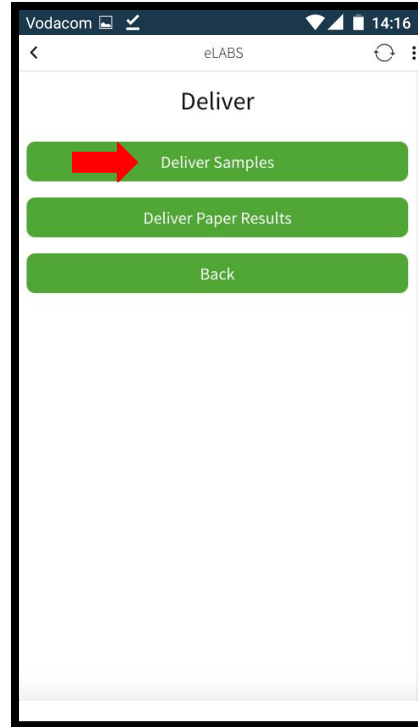 Vodacom 14:16
eLABS
Deliver
Deliver Samples
Deliver Paper Results
Back